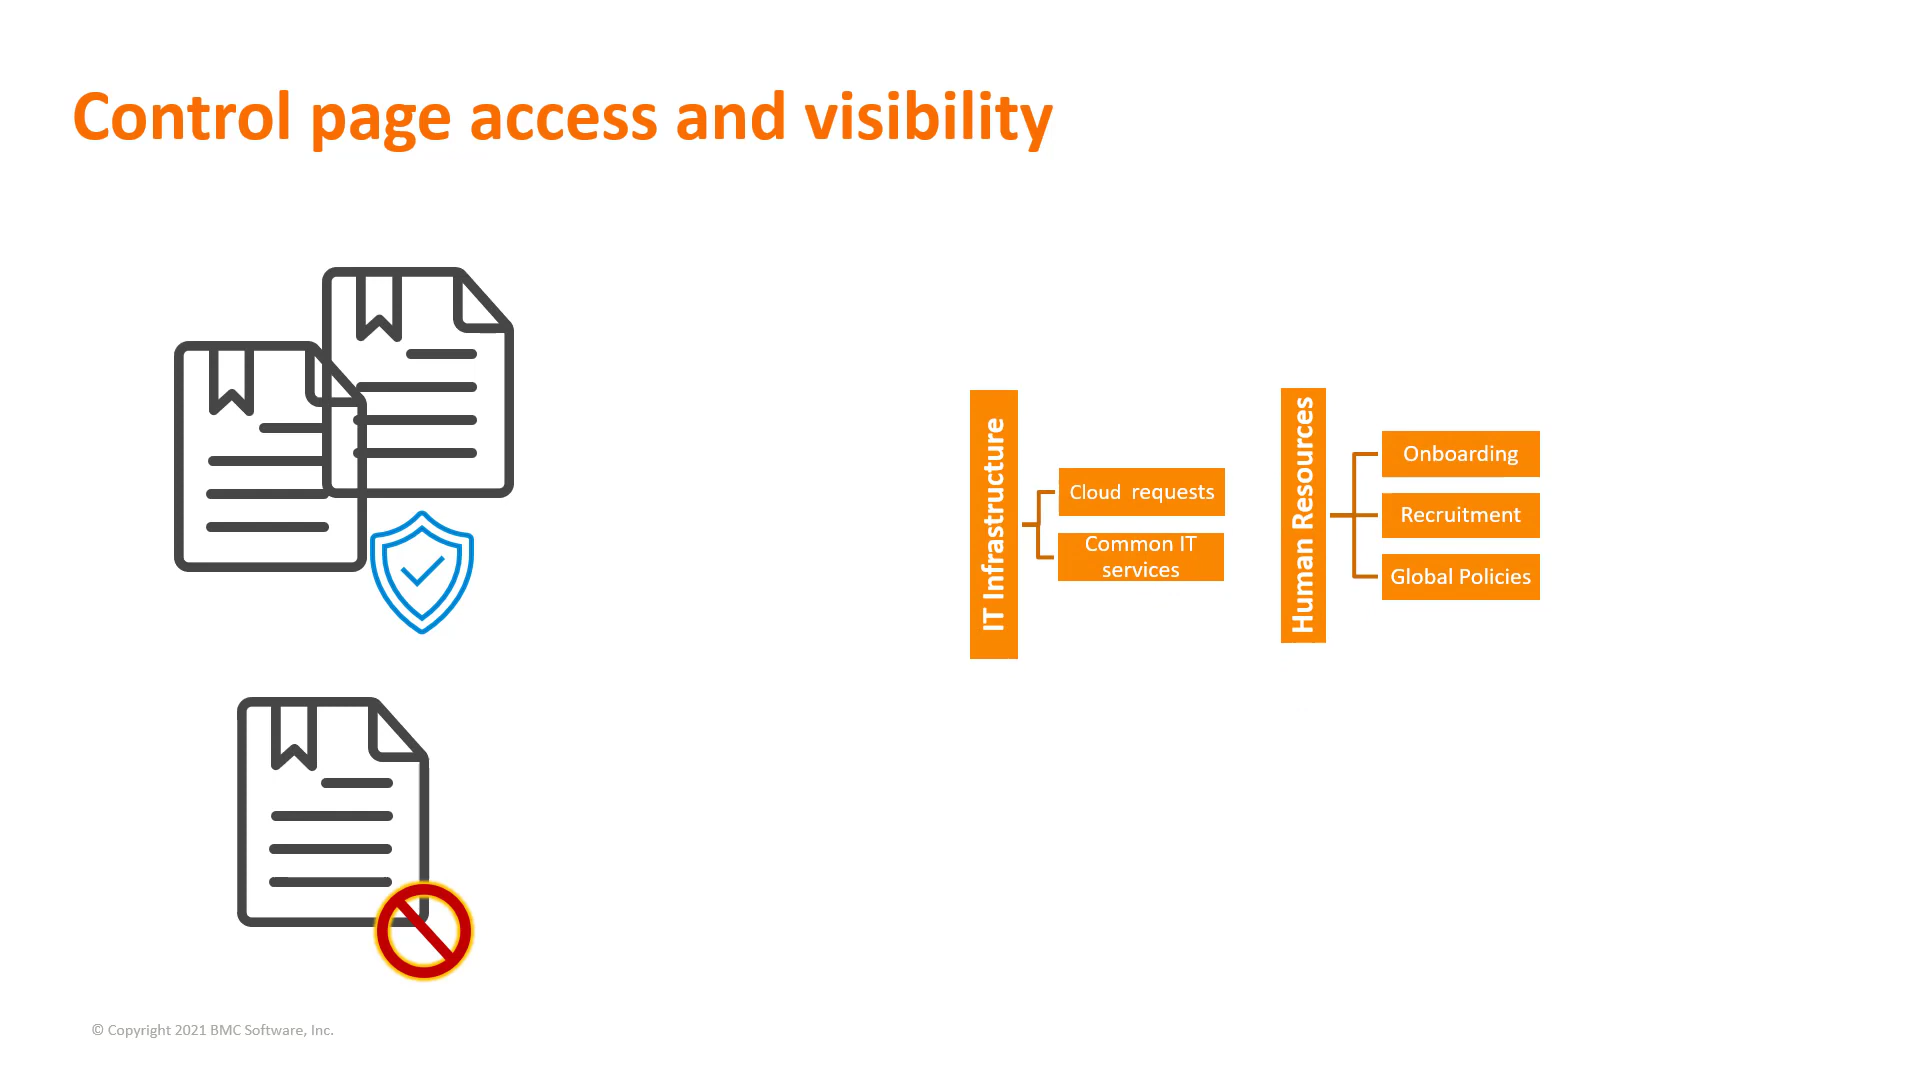 Control page access and visibility
IT Infrastructure
Cloud requests
Common IT
services
Human Resources
Onboarding
Recruitment
Global Policies
© Copyright 2021 BMC Software, Inc.